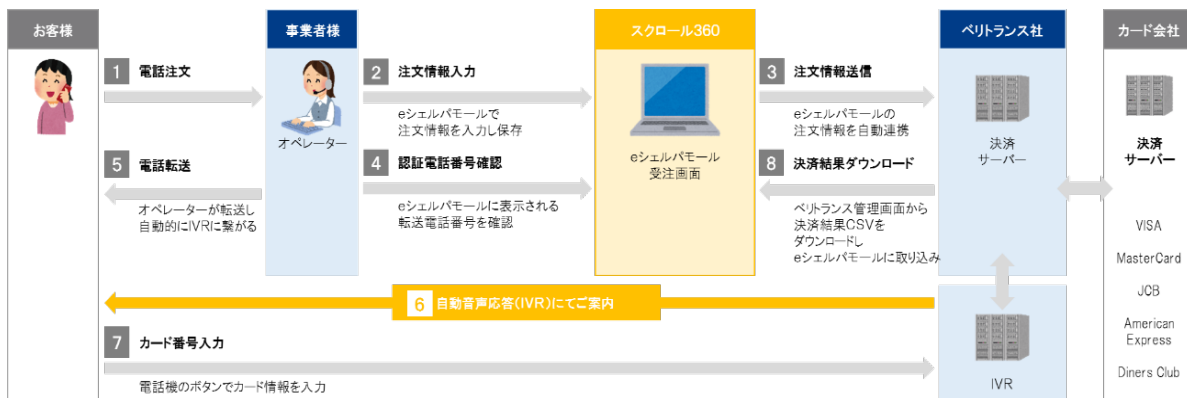 お客様
事業者様
スクロール360
ベリトランス社
カード会社
1 電話注文
2 注文情報入力
eシェルパモールで
注文情報を入力し保存
3 注文情報送信
eシェルパモールの
注文情報を自動連携
オペレーター
eシェルパモール
受注画面
決済
サーバー
決済
サーバー
5 電話転送
オペレーターが転送し
自動的にIVRに繋がる
4 認証電話番号確認
eシェルパモールに表示される
転送電話番号を確認
8 決済結果ダウンロード
ベリトランス管理画面から
決済結果CSVを
ダウンロードし
eシェルパモールに取り込み
VISA
MasterCard
JCB
American
Express
Diners Club
6 自動音声応答(IVR)にてご案内
7 カード番号入力
電話機のボタンでカード情報を入力
IVR